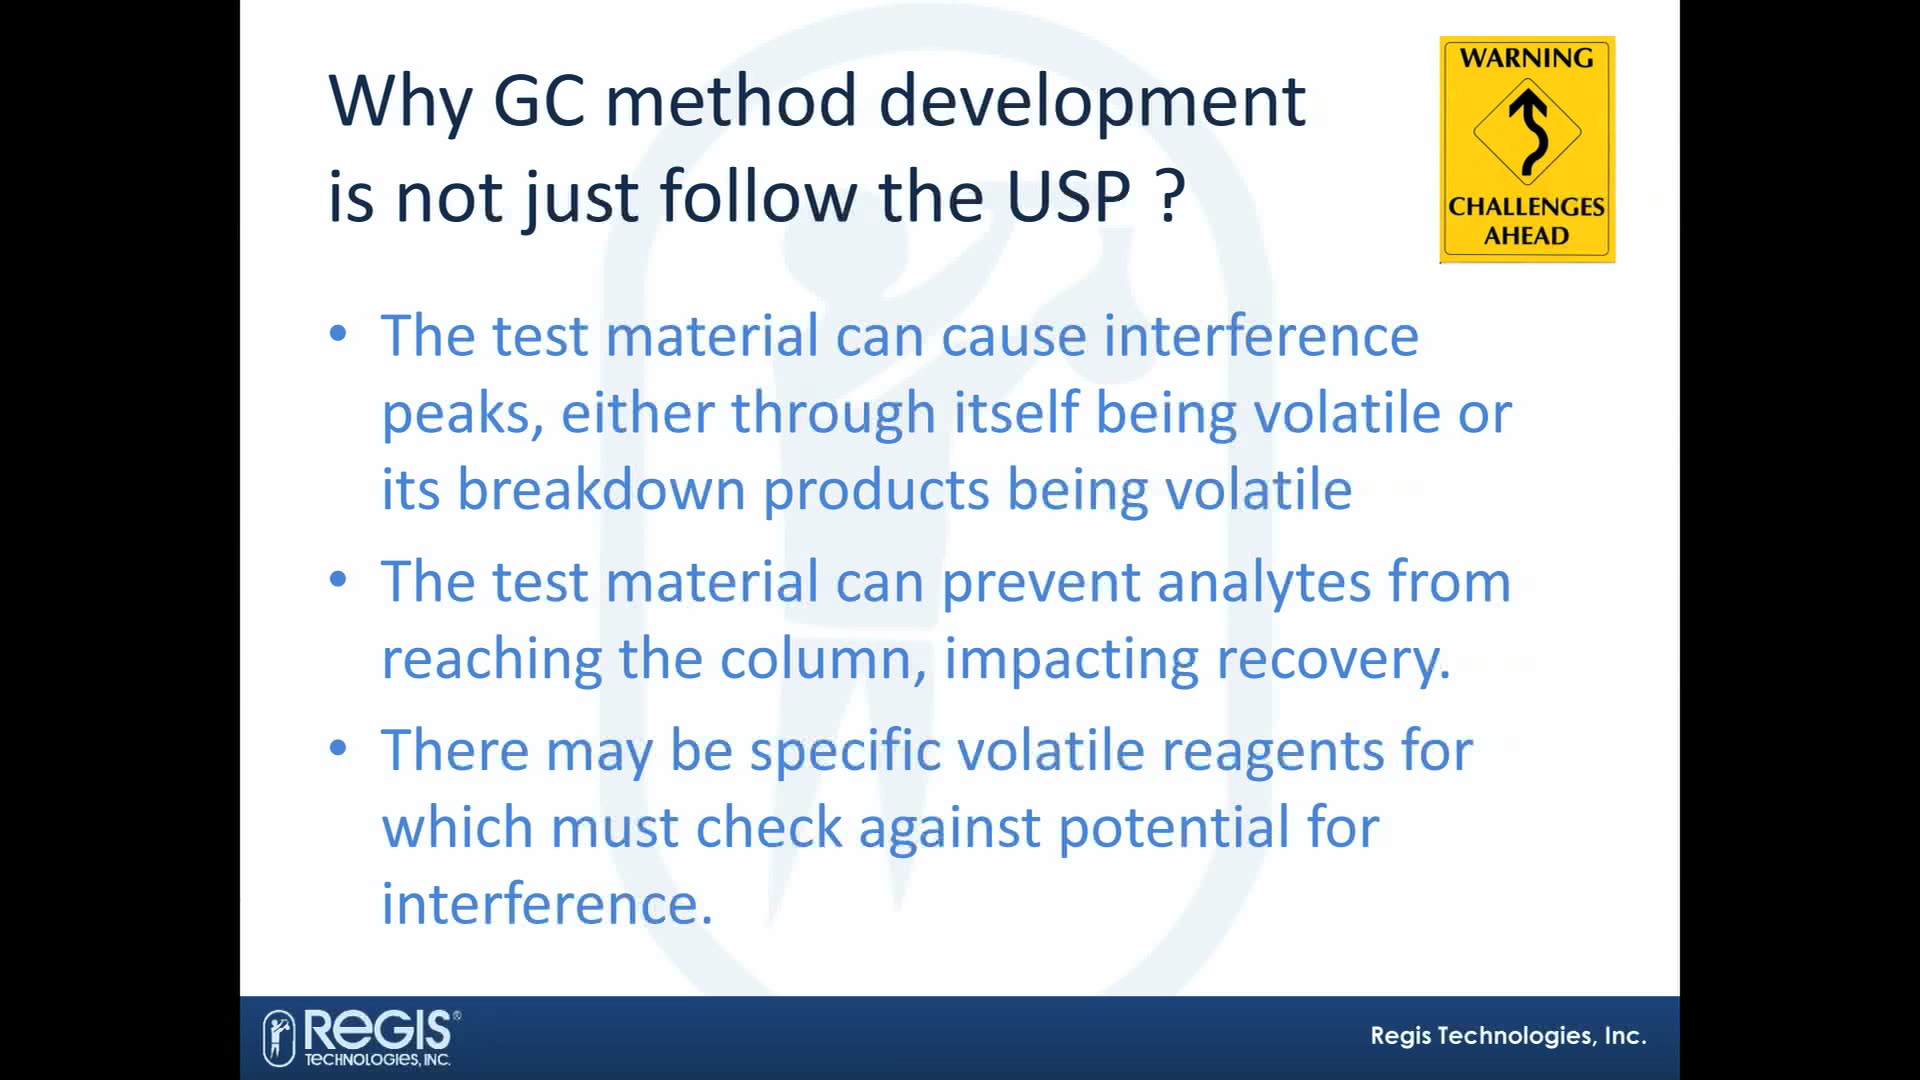 Why GC method development
is not just follow the USP ?
WARNING
CHALLENGES
AHEAD
• The test material can cause interference
peaks, either through itself being volatile or
its breakdown products being volatile
• The test material can prevent analytes from
reaching the column, impacting recovery.
• There may be specific volatile reagents for
which must check against potential for
interference.
REGIS®
TECHNOLOGIES, INC.
Regis Technologies, Inc.